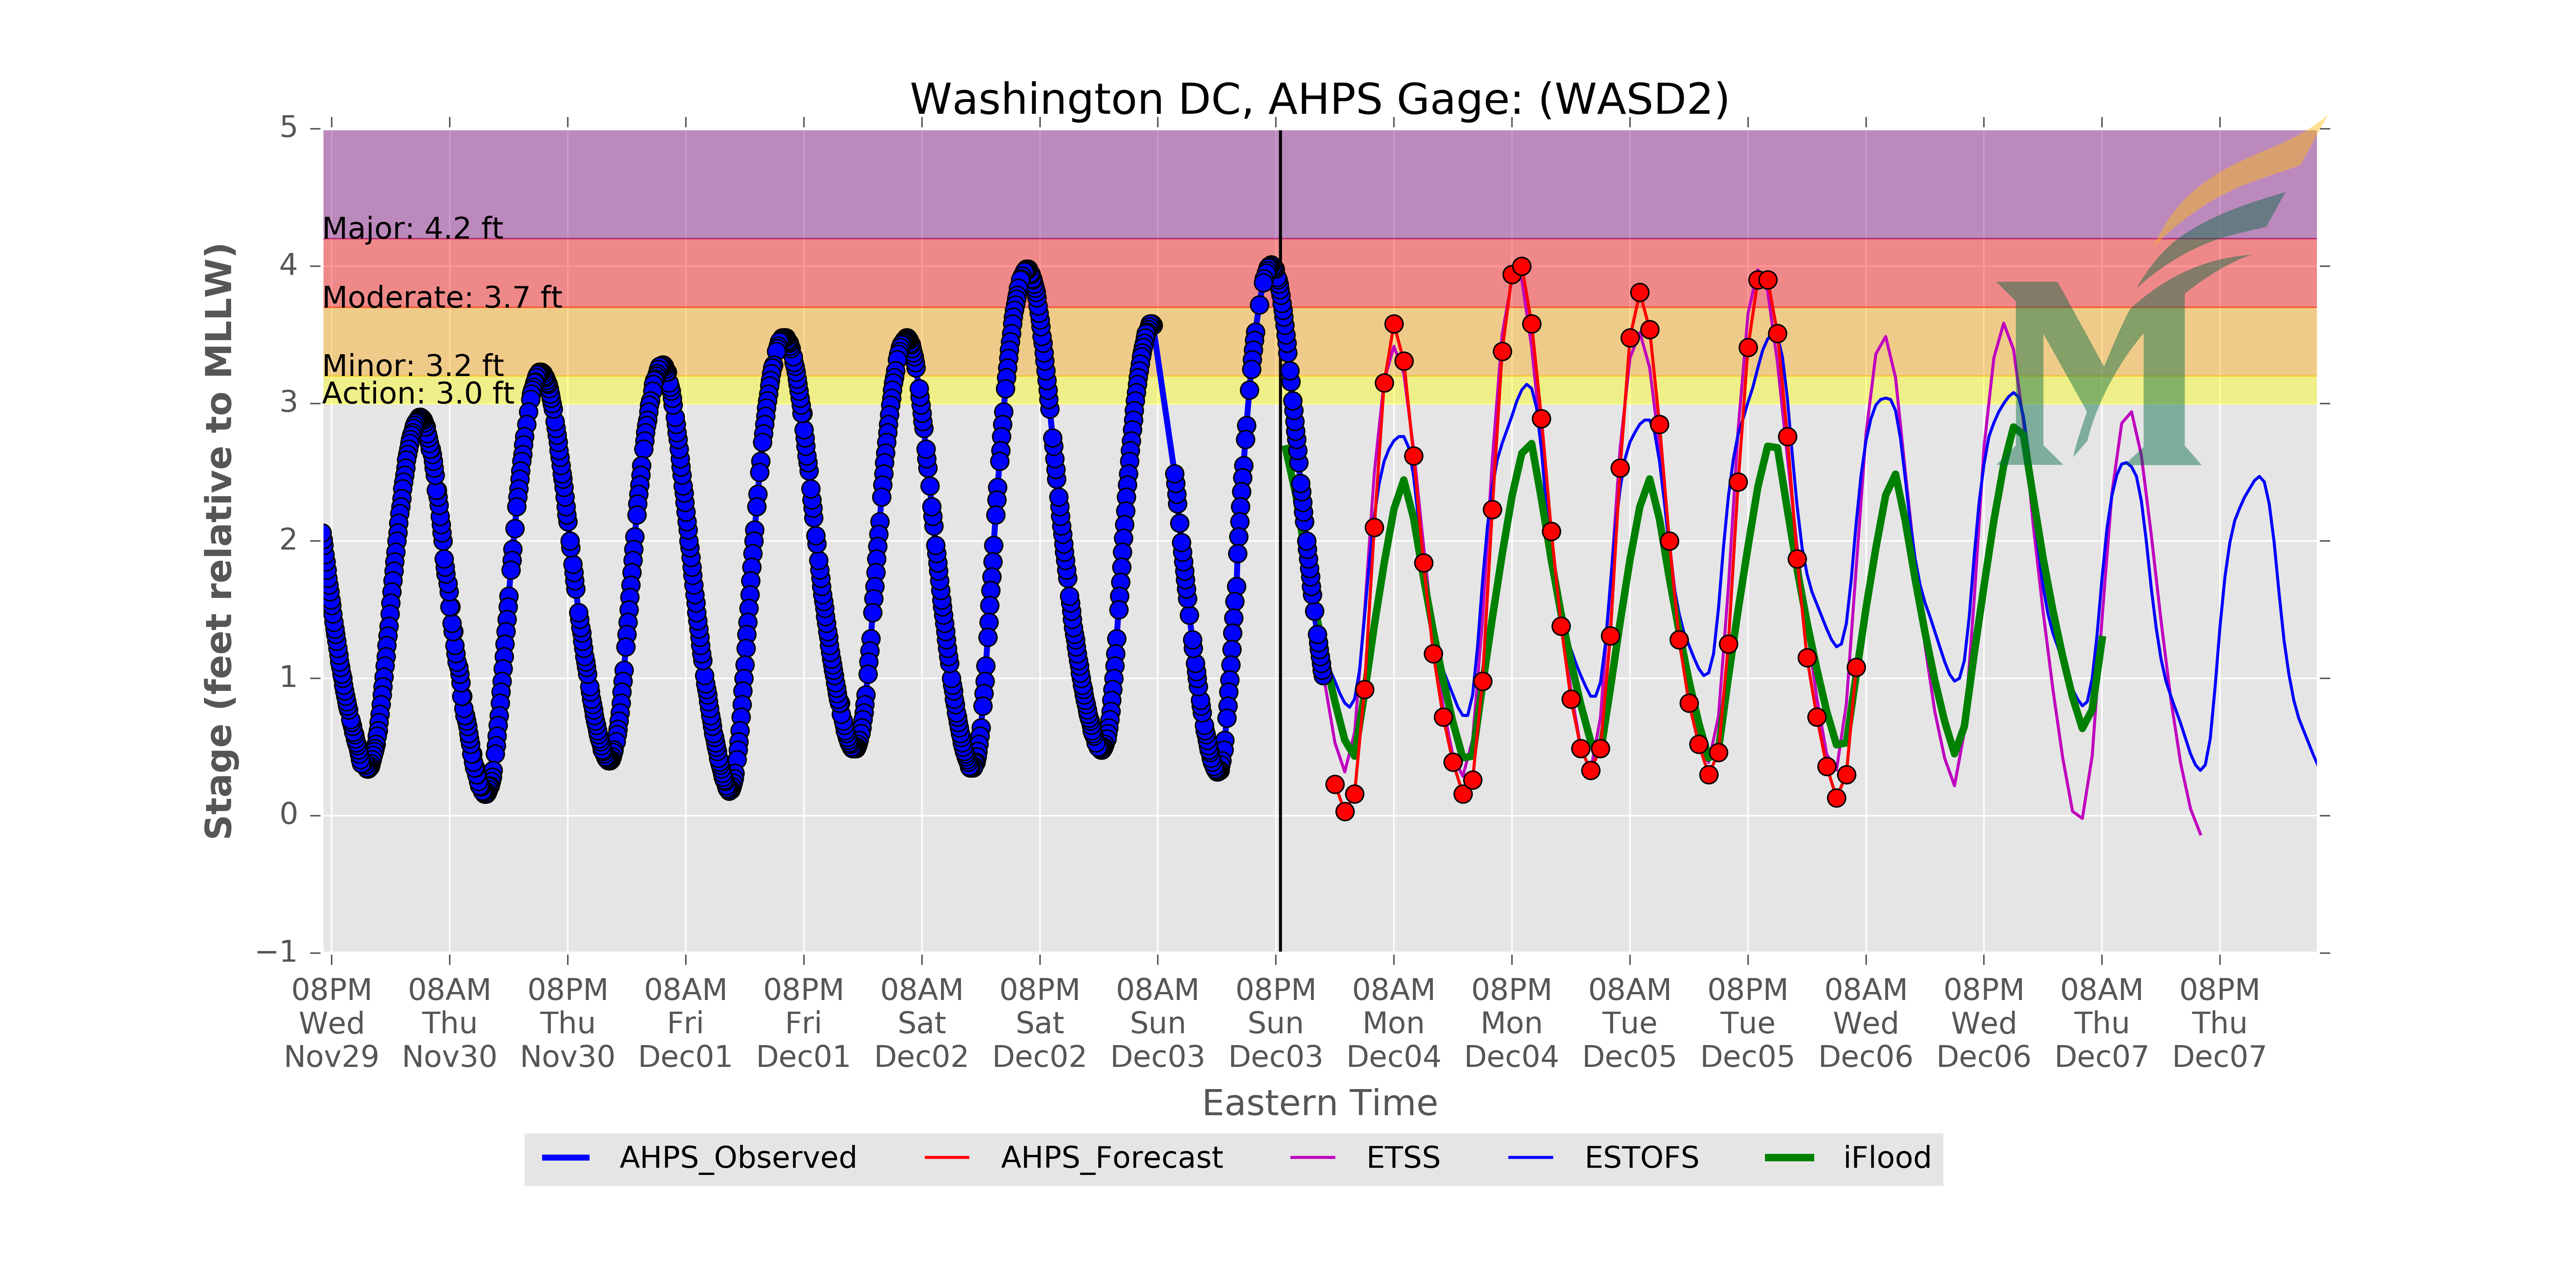 Washington DC, AHPS Gage: (WASD2)
5
4
3
2
1
0
−1
Stage (feet relative to MLLW)
Major: 4.2 ft
Moderate: 3.7 ft
Minor: 3.2 ft
Action: 3.0 ft
08PM 08AM 08PM 08AM 08PM 08AM 08PM 08AM 08PM 08AM 08PM 08AM 08PM 08AM 08PM 08AM 08PM
Wed Thu Thu Fri Fri Sat Sat Sun Sun Mon Mon Tue Tue Wed Wed Thu Thu
Nov29 Nov30 Nov30 Dec01 Dec01 Dec02 Dec02 Dec03 Dec03 Dec04 Dec04 Dec05 Dec05 Dec06 Dec06 Dec07 Dec07
Eastern Time
AHPS_Observed AHPS_Forecast ETSS ESTOFS iFlood